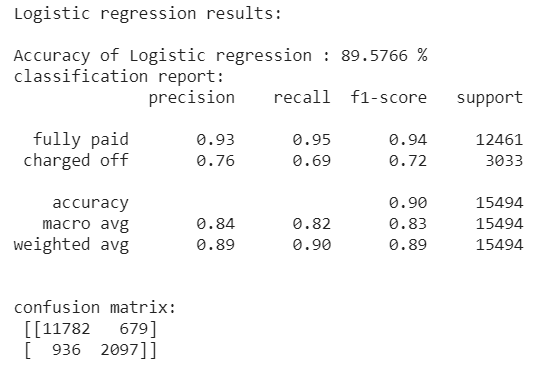 Logistic regression results:
Accuracy of Logistic regression : 89.5766 %
classification report:
precision recall f1-score support
fully paid 0.93 0.95 0.94 12461
charged off 0.76 0.69 0.72 3033
accuracy 0.90 15494
macro avg 0.84 0.82 0.83 15494
weighted avg 0.89 0.90 0.89 15494
confusion matrix:
[[11782 679]
[ 936 2097]]